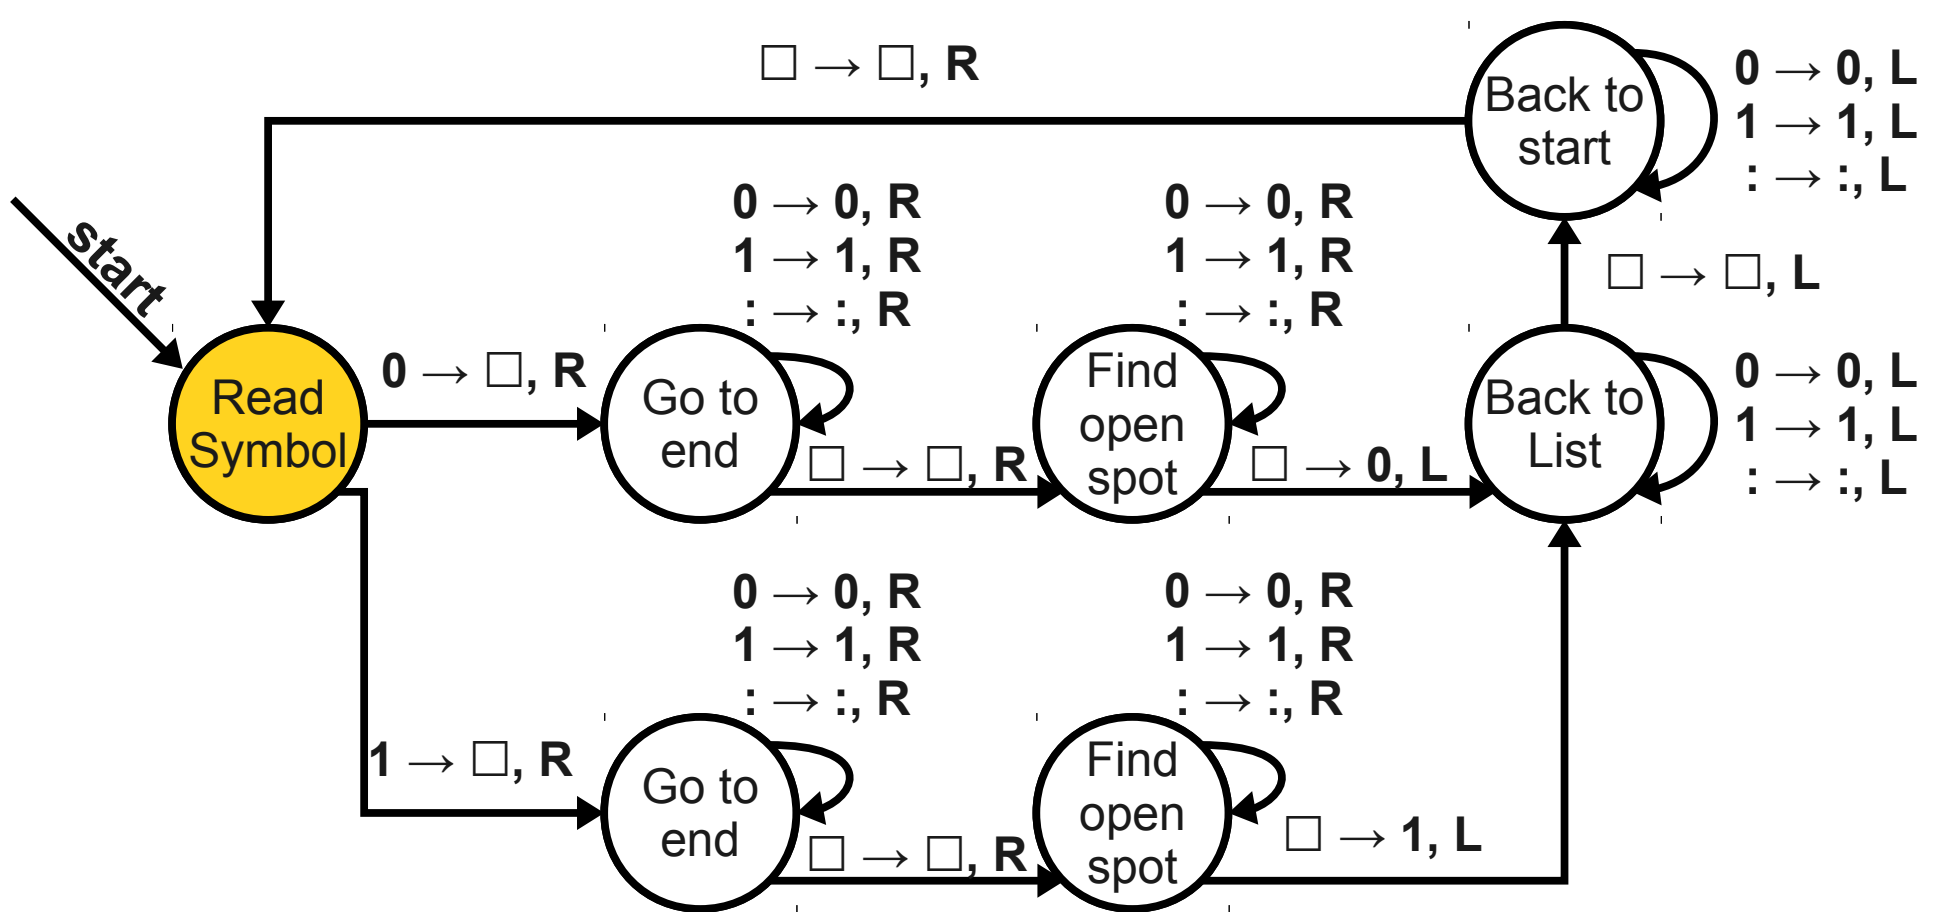 □ → □, R
Back to
start
0 → 0, L
1 → 1, L
: → :, L
start
0 → 0, R
1 → 1, R
: → :, R
0 → 0, R
1 → 1, R
: → :, R
□ → □, L
Read
Symbol
0 → □, R
Go to
end
□ → □, R
Find
open
spot
□ → 0, L
Back to
List
0 → 0, L
1 → 1, L
: → :, L
0 → 0, R
1 → 1, R
: → :, R
0 → 0, R
1 → 1, R
: → :, R
1 → □, R
Go to
end
□ → □, R
Find
open
spot
□ → 1, L